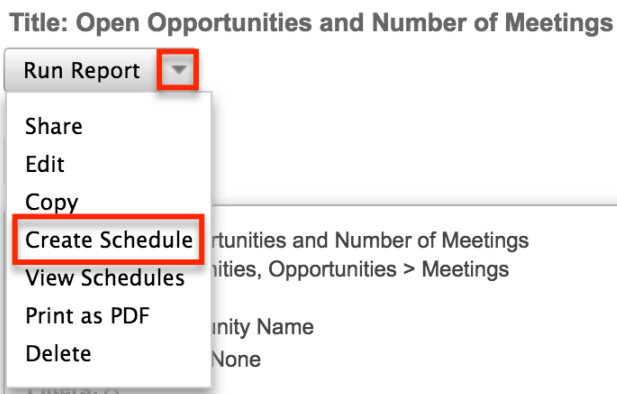 Title: Open Opportunities and Number of Meetings
Run Report
Share
Edit
Copy
Create Schedule
rtunities and Number of Meetings
View Schedules
nities, Opportunities > Meetings
Print as PDF
unity Name
Delete
None